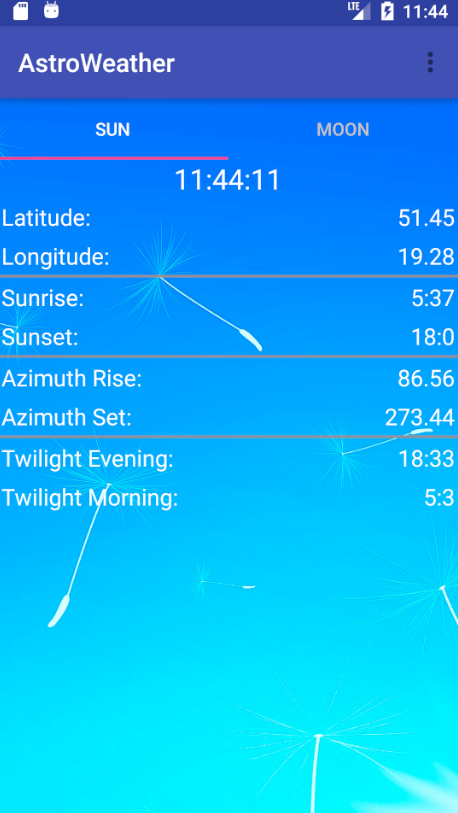 LTE 11:44
AstroWeather
SUN MOON
11:44:11
Latitude: 51.45
Longitude: 19.28
Sunrise: 5:37
Sunset: 18:0
Azimuth Rise: 86.56
Azimuth Set: 273.44
Twilight Evening: 18:33
Twilight Morning: 5:3